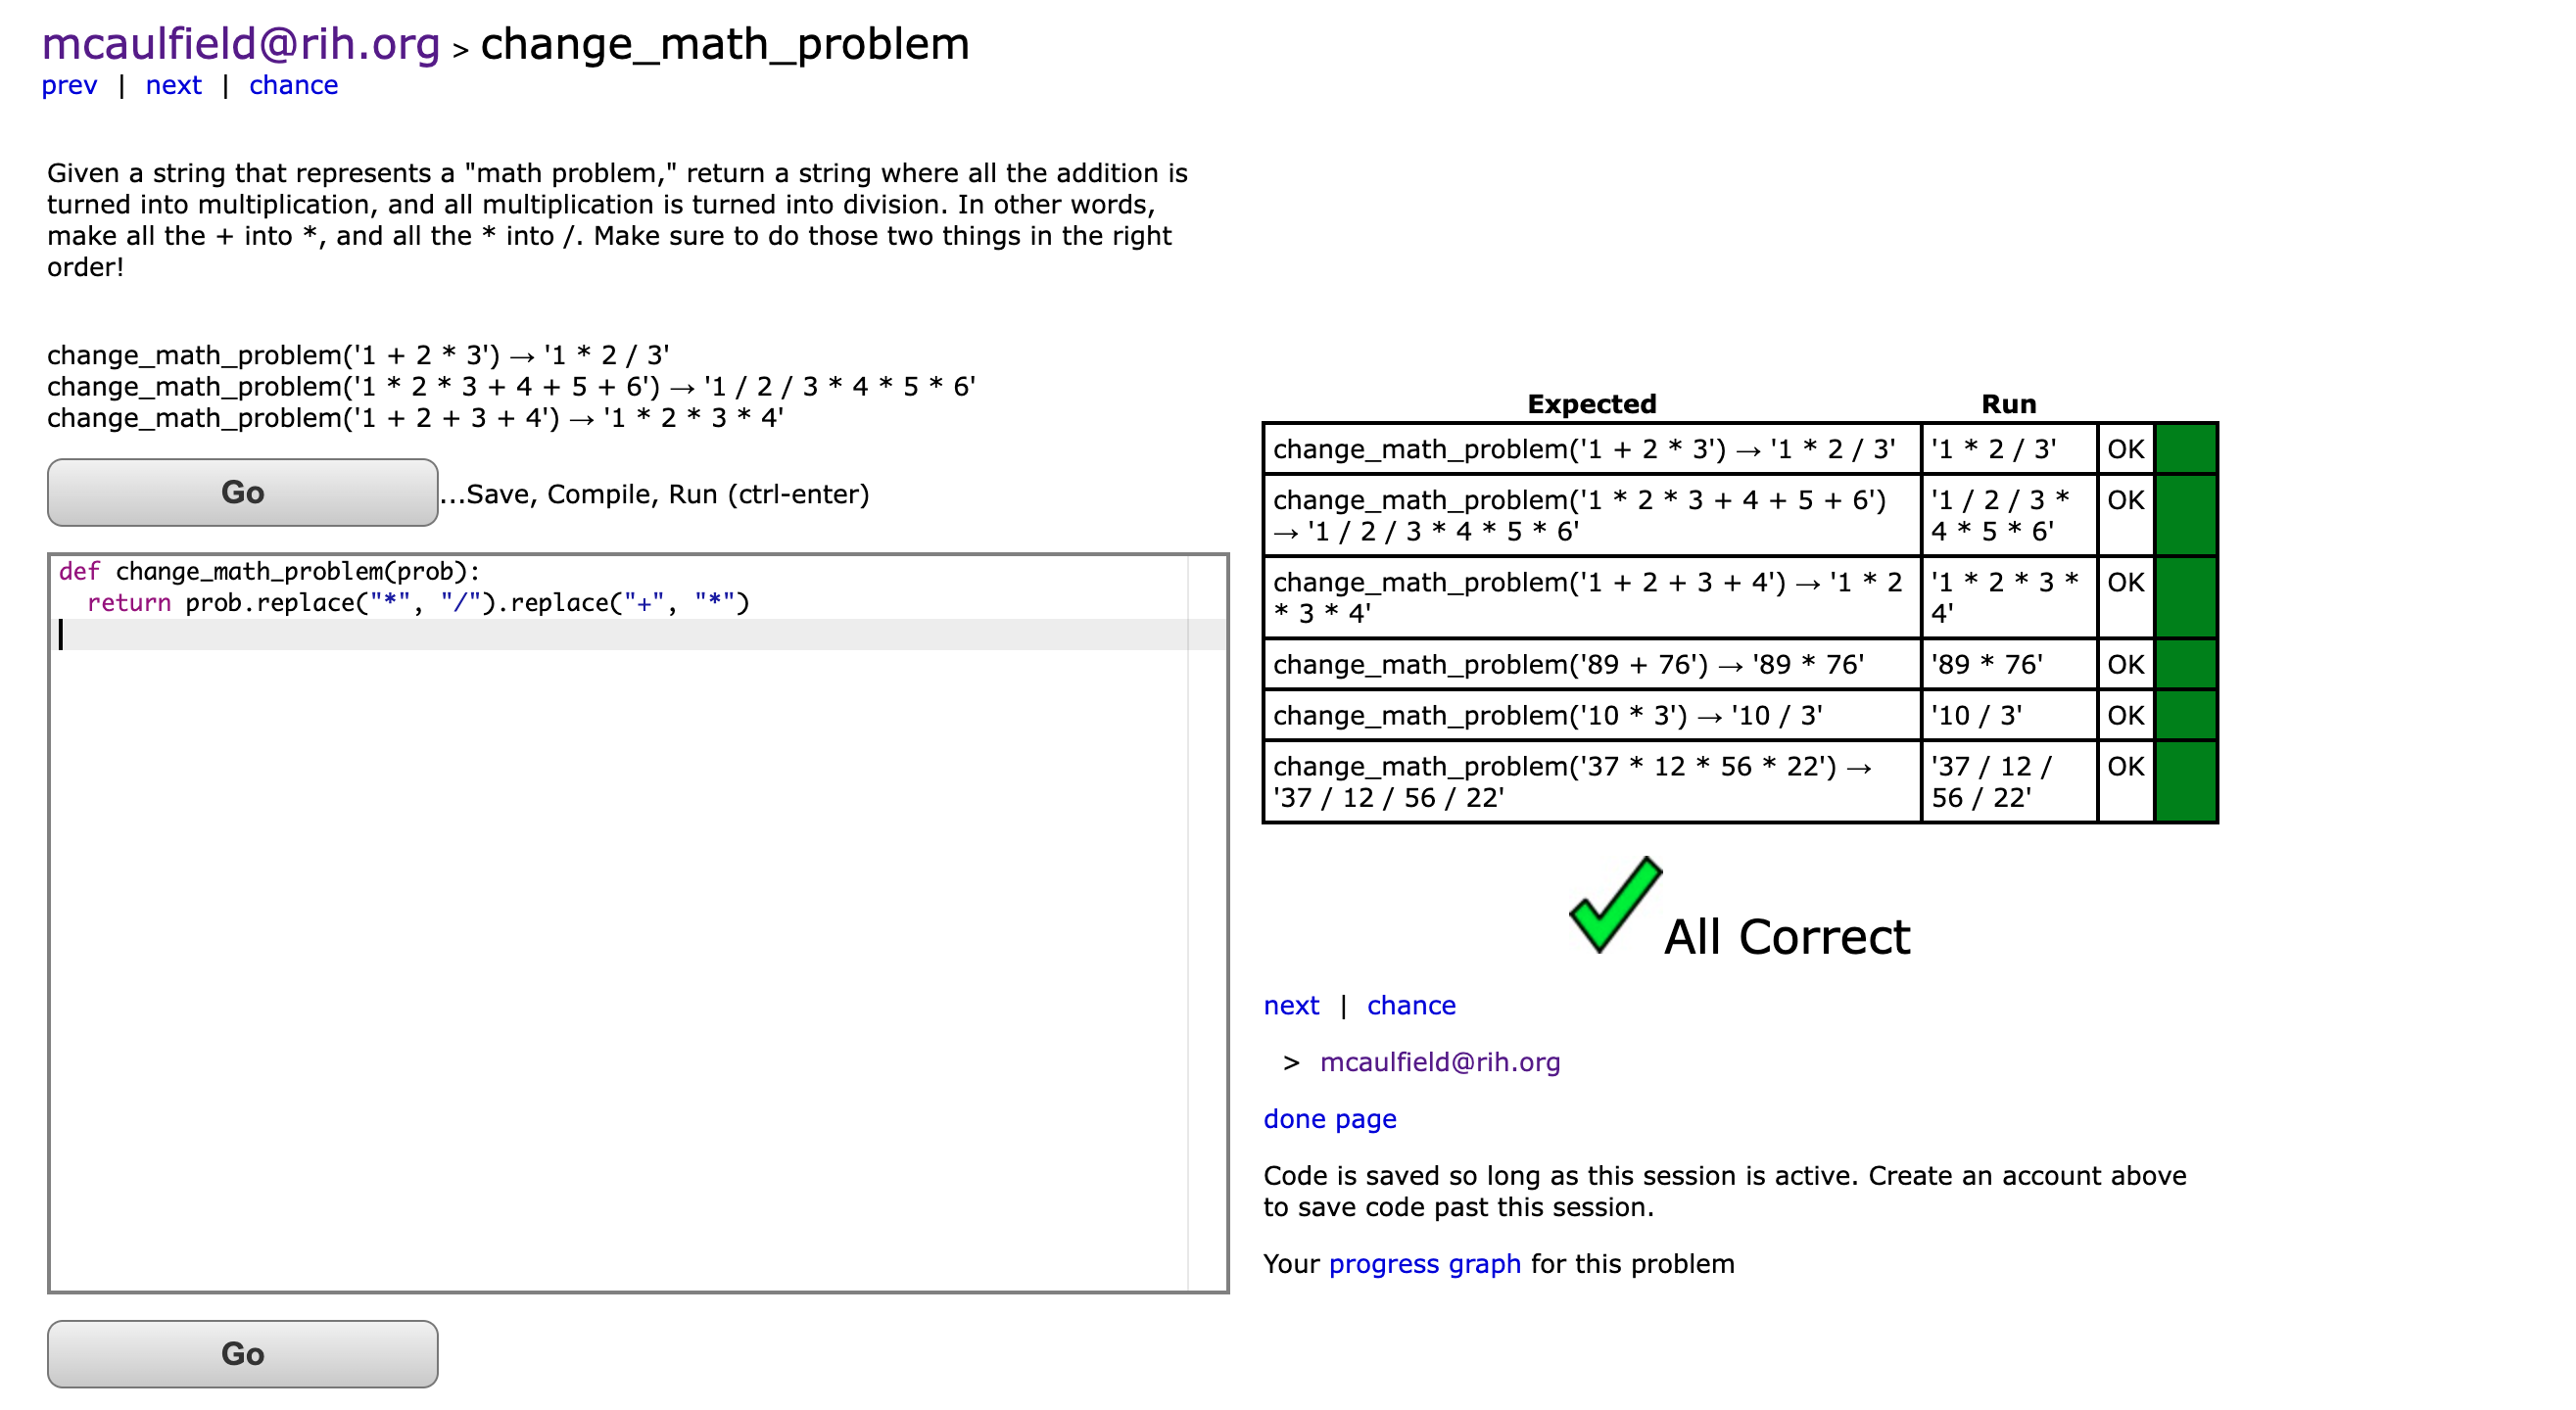 mcaulfield@rih.org > change_math_problem
prev | next | chance
Given a string that represents a "math problem," return a string where all the addition is
turned into multiplication, and all multiplication is turned into division. In other words,
make all the + into *, and all the * into /. Make sure to do those two things in the right
order!
change_math_problem('1 + 2 * 3') → '1 * 2 / 3'
change_math_problem('1 * 2 * 3 + 4 + 5 + 6') → '1 / 2 / 3 * 4 * 5 * 6'
change_math_problem('1 + 2 + 3 + 4') → '1 * 2 * 3 * 4'
Go ...Save, Compile, Run (ctrl-enter)
def change_math_problem(prob):
  return prob.replace("*", "/").replace("+", "*")
Go
Expected Run
change_math_problem('1 + 2 * 3') → '1 * 2 / 3' '1 * 2 / 3' OK
change_math_problem('1 * 2 * 3 + 4 + 5 + 6') '1 / 2 / 3 * OK
→ '1 / 2 / 3 * 4 * 5 * 6' 4 * 5 * 6'
change_math_problem('1 + 2 + 3 + 4') → '1 * 2 '1 * 2 * 3 * OK
* 3 * 4' 4'
change_math_problem('89 + 76') → '89 * 76' '89 * 76' OK
change_math_problem('10 * 3') → '10 / 3' '10 / 3' OK
change_math_problem('37 * 12 * 56 * 22') → '37 / 12 / OK
'37 / 12 / 56 / 22' 56 / 22'
All Correct
next | chance
> mcaulfield@rih.org
done page
Code is saved so long as this session is active. Create an account above
to save code past this session.
Your progress graph for this problem